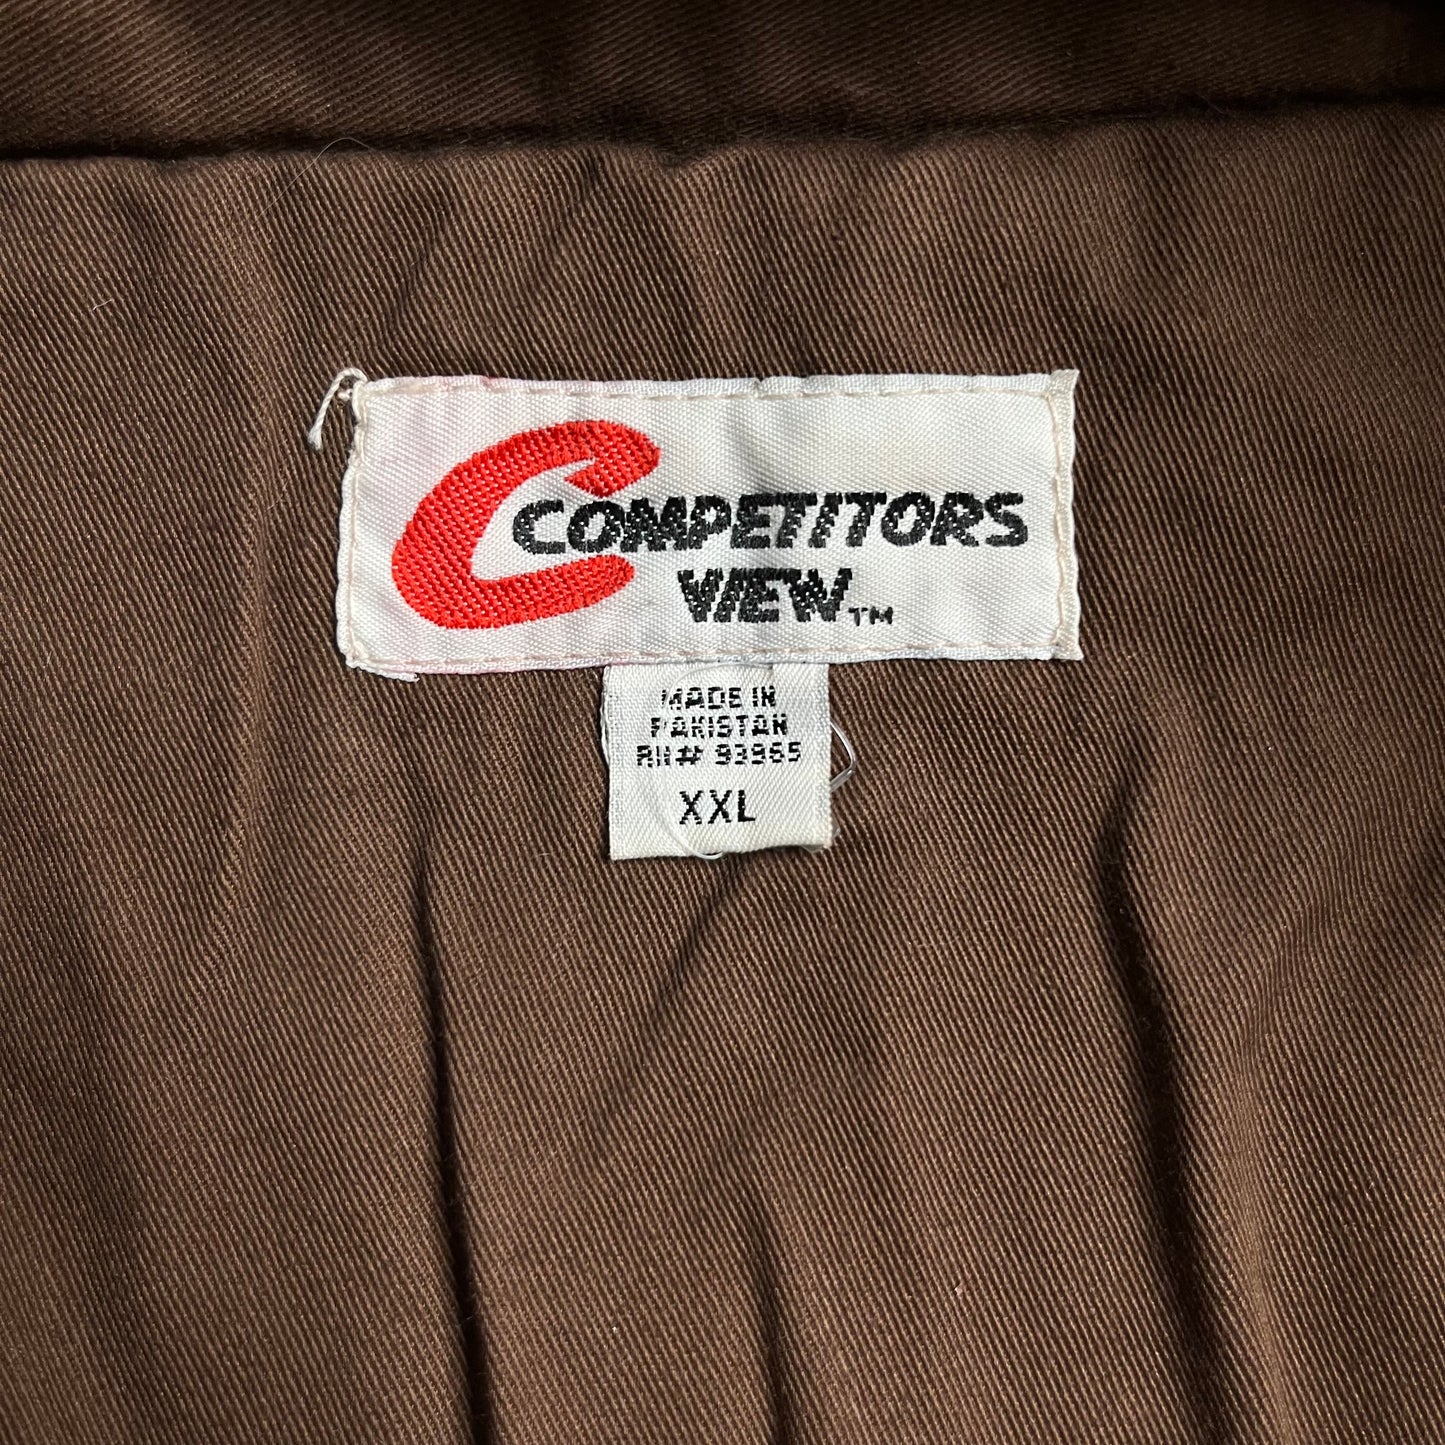 COMPETITORS
VIEW™
MADE IN
PAKISTAN
RN# 93965
XXL